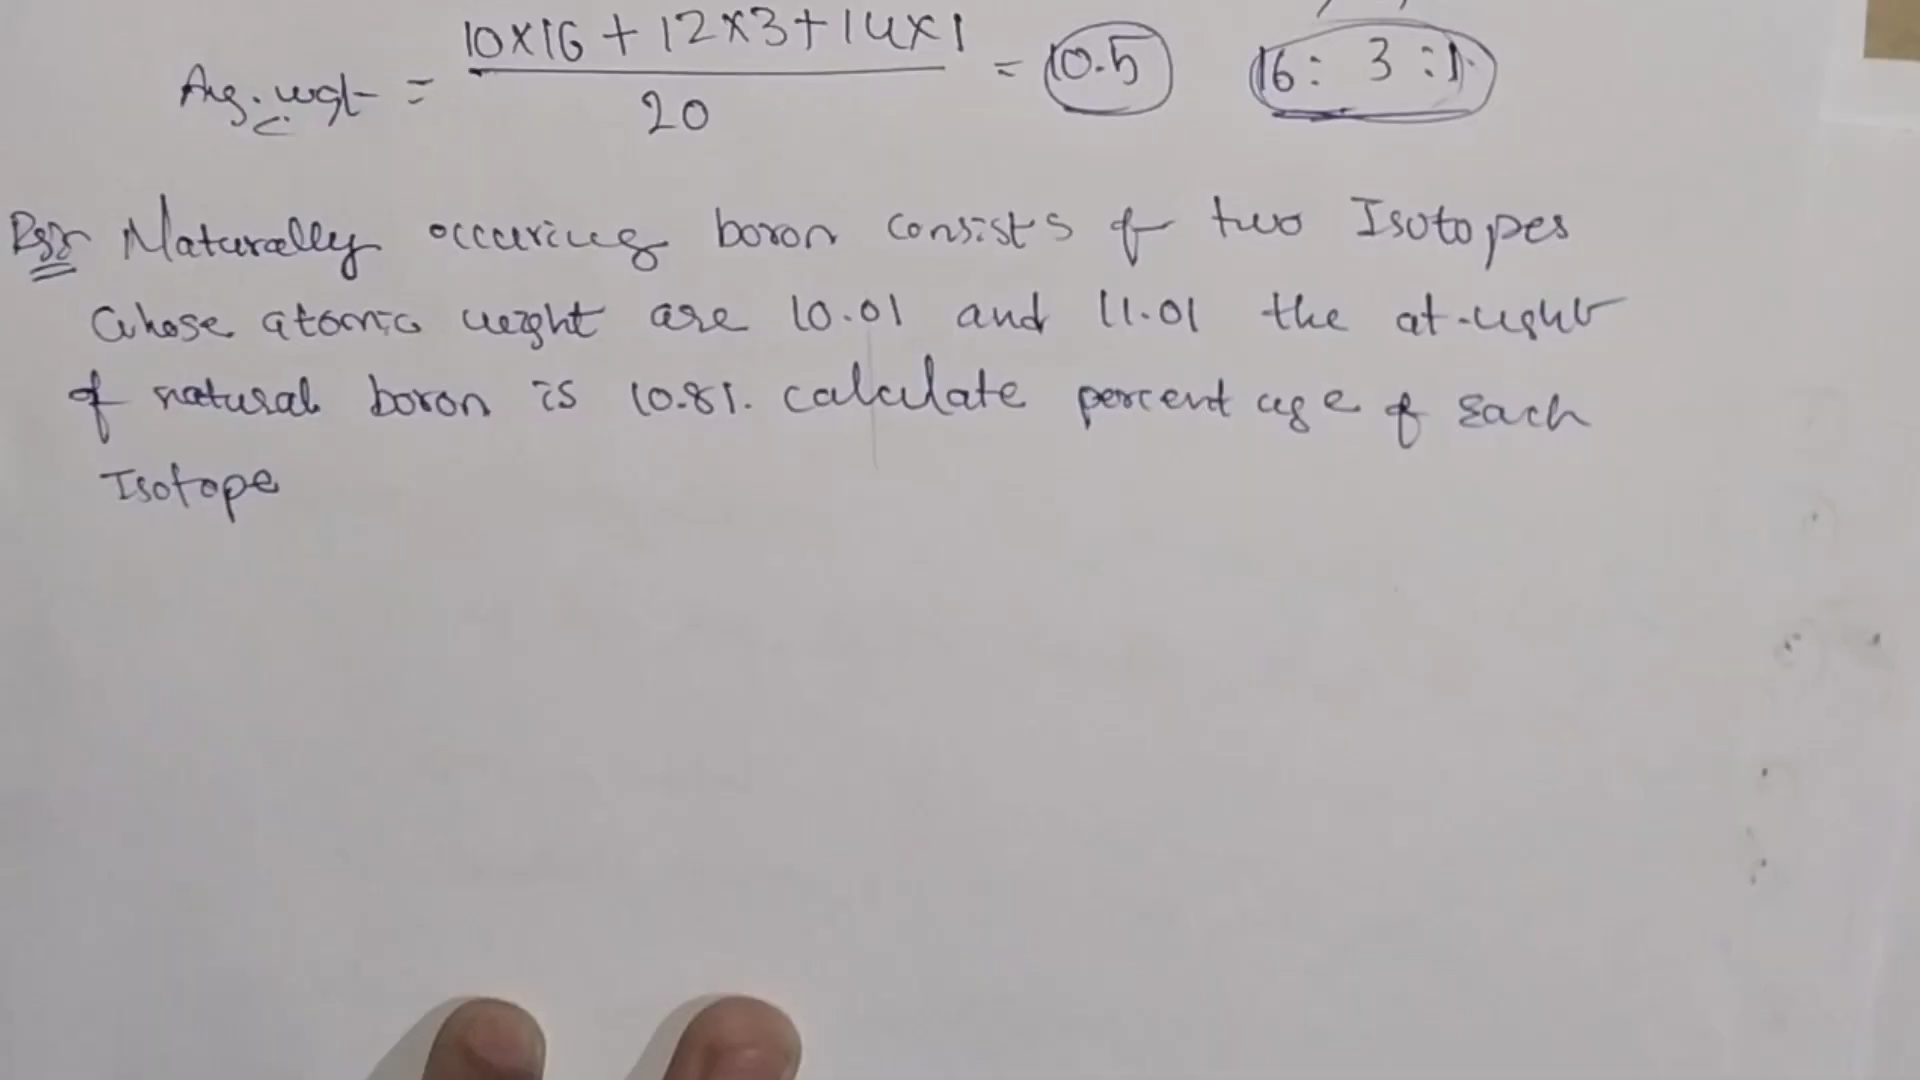 10×16 + 12×3 + 14×1
Avg. wgt = = 10.5 16 : 3 : 1
20
Naturally occuring boron consists of two Isotopes
whose atomic weight are 10.01 and 11.01 the at-wght
of natural boron is 10.81. calculate percentage of Each
Isotope